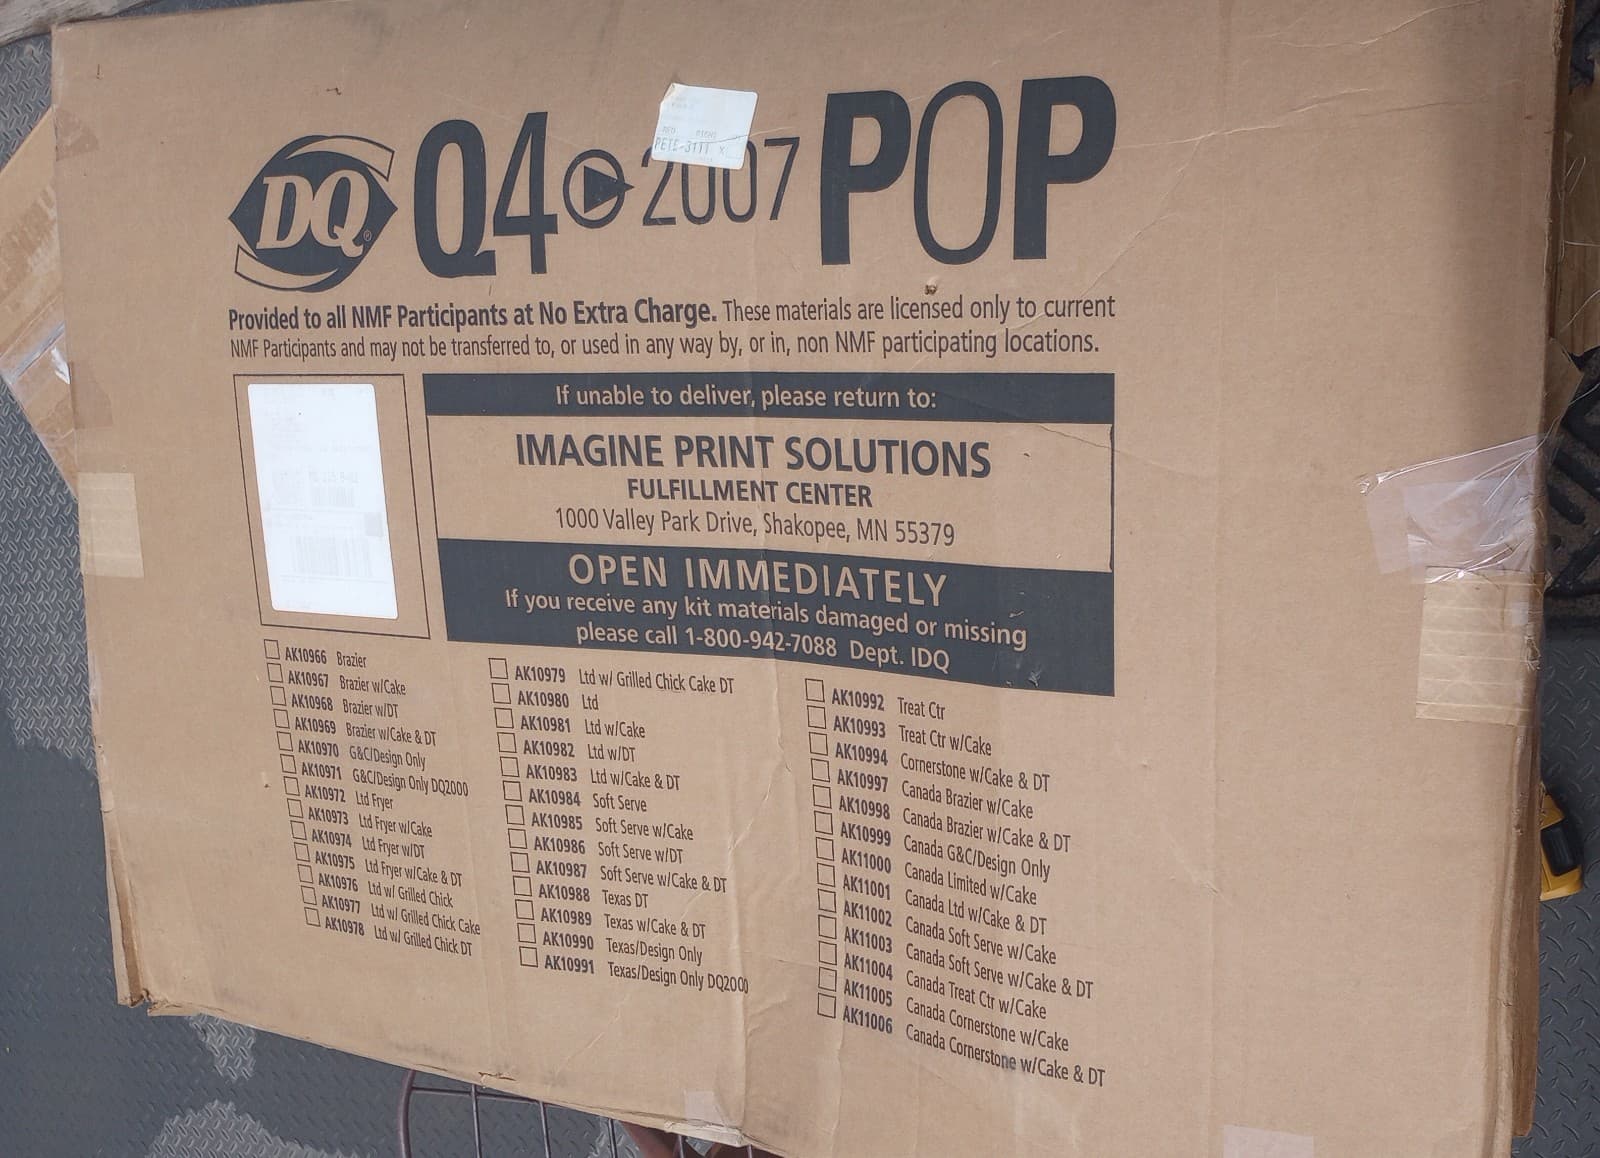 DQ®
Q4 2007 POP
PETE-3111 X
Provided to all NMF Participants at No Extra Charge. These materials are licensed only to current
NMF Participants and may not be transferred to, or used in any way by, or in, non NMF participating locations.
If unable to deliver, please return to:
IMAGINE PRINT SOLUTIONS
FULFILLMENT CENTER
1000 Valley Park Drive, Shakopee, MN 55379
OPEN IMMEDIATELY
If you receive any kit materials damaged or missing
please call 1-800-942-7088 Dept. IDQ
AK10966 Brazier
AK10967 Brazier w/Cake
AK10968 Brazier w/DT
AK10969 Brazier w/Cake & DT
AK10970 G&C/Design Only
AK10971 G&C/Design Only DQ2000
AK10972 Ltd Fryer
AK10973 Ltd Fryer w/Cake
AK10974 Ltd Fryer w/DT
AK10975 Ltd Fryer w/Cake & DT
AK10976 Ltd w/ Grilled Chick
AK10977 Ltd w/ Grilled Chick Cake
AK10978 Ltd w/ Grilled Chick DT
AK10979 Ltd w/ Grilled Chick Cake DT
AK10980 Ltd
AK10981 Ltd w/Cake
AK10982 Ltd w/DT
AK10983 Ltd w/Cake & DT
AK10984 Soft Serve
AK10985 Soft Serve w/Cake
AK10986 Soft Serve w/DT
AK10987 Soft Serve w/Cake & DT
AK10988 Texas DT
AK10989 Texas w/Cake & DT
AK10990 Texas/Design Only
AK10991 Texas/Design Only DQ2000
AK10992 Treat Ctr
AK10993 Treat Ctr w/Cake
AK10994 Cornerstone w/Cake & DT
AK10997 Canada Brazier w/Cake
AK10998 Canada Brazier w/Cake & DT
AK10999 Canada G&C/Design Only
AK11000 Canada Limited w/Cake
AK11001 Canada Ltd w/Cake & DT
AK11002 Canada Soft Serve w/Cake
AK11003 Canada Soft Serve w/Cake & DT
AK11004 Canada Treat Ctr w/Cake
AK11005 Canada Cornerstone w/Cake
AK11006 Canada Cornerstone w/Cake & DT